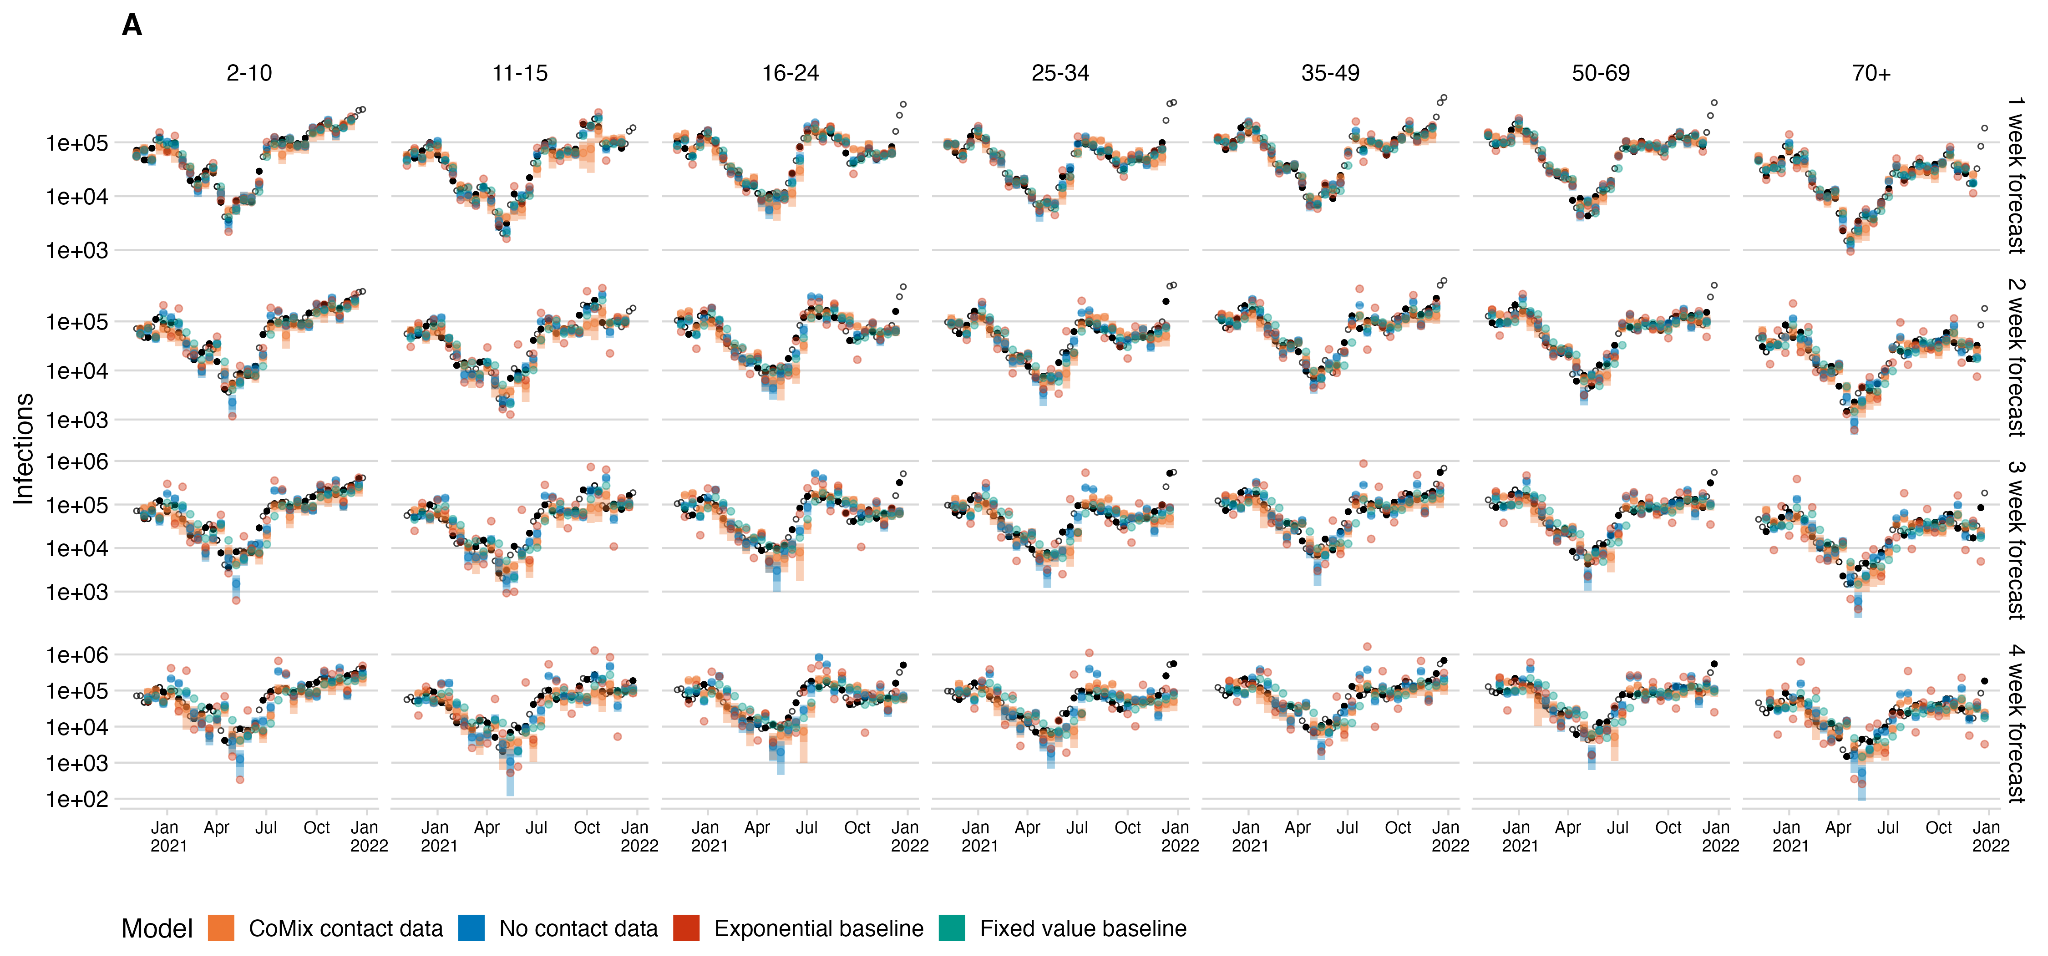 A
2-10 11-15 16-24 25-34 35-49 50-69 70+
1e+05
1e+04
1e+03
1 week forecast
1e+05
1e+04
1e+03
2 week forecast
Infections
1e+06
1e+05
1e+04
1e+03
3 week forecast
1e+06
1e+05
1e+04
1e+03
1e+02
4 week forecast
Jan Apr Jul Oct Jan Jan Apr Jul Oct Jan Jan Apr Jul Oct Jan Jan Apr Jul Oct Jan Jan Apr Jul Oct Jan Jan Apr Jul Oct Jan Jan Apr Jul Oct Jan
2021 2022 2021 2022 2021 2022 2021 2022 2021 2022 2021 2022 2021 2022
Model CoMix contact data No contact data Exponential baseline Fixed value baseline